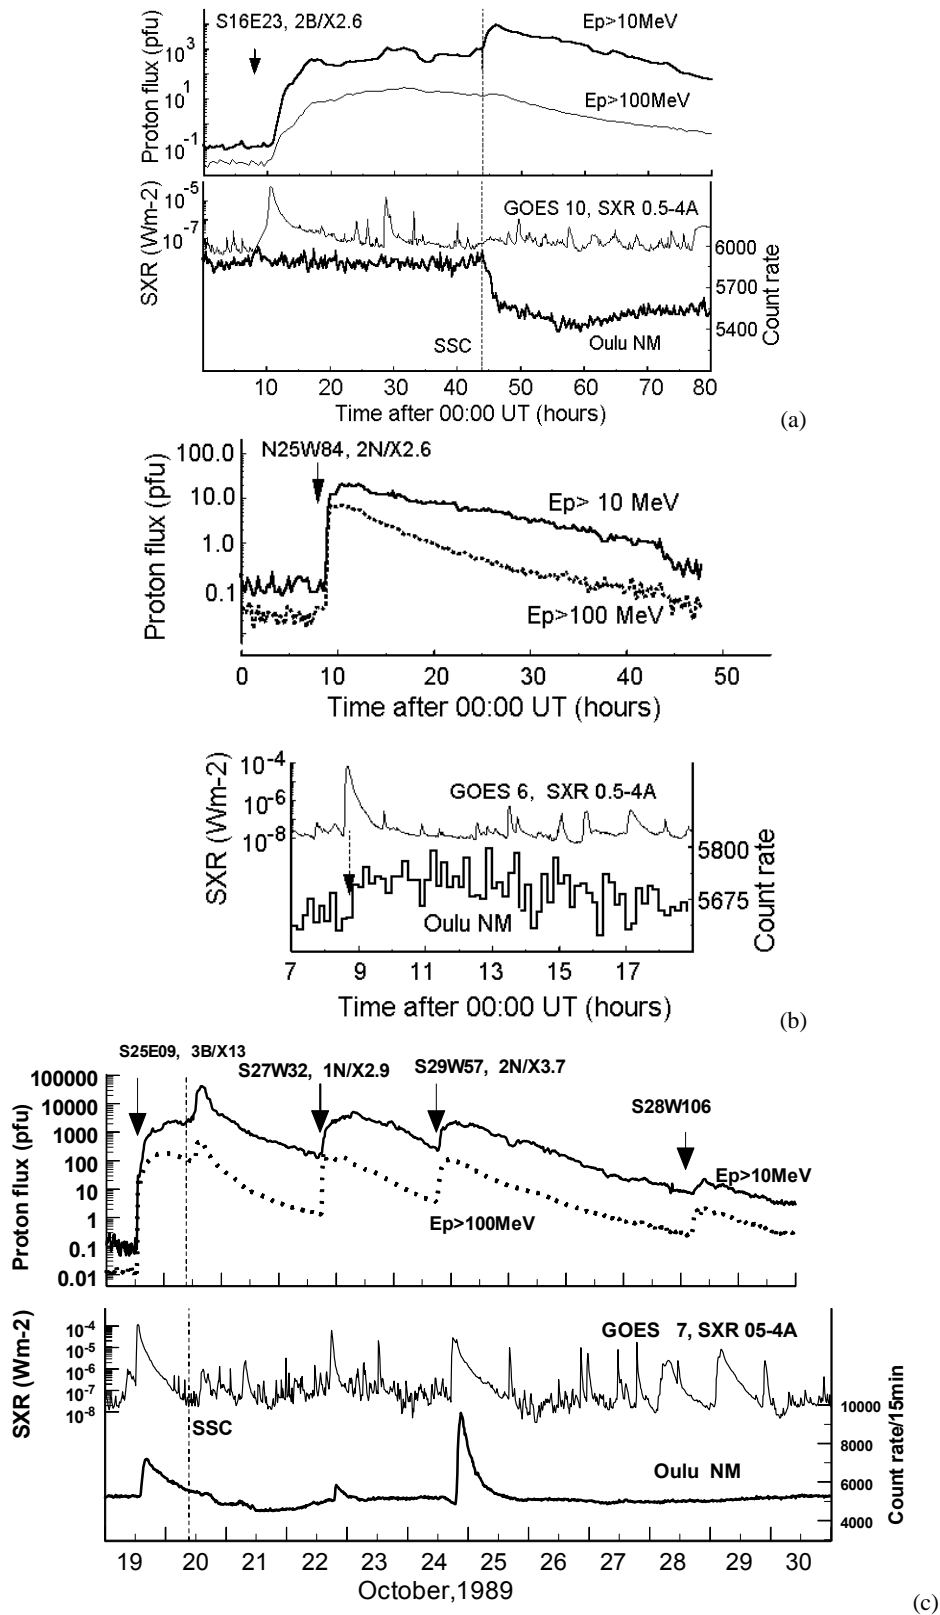 S16E23, 2B/X2.6
Ep>10MeV
Proton flux (pfu)
10³
10¹
10⁻¹
Ep>100MeV
SXR (Wm-2)
10⁻⁵
10⁻⁷
GOES 10, SXR 0.5-4A
6000
5700
5400
Count rate
SSC
Oulu NM
10 20 30 40 50 60 70 80
Time after 00:00 UT (hours)
(a)
N25W84, 2N/X2.6
Proton flux (pfu)
100.0
10.0
1.0
0.1
Ep> 10 MeV
Ep>100 MeV
0 10 20 30 40 50
Time after 00:00 UT (hours)
SXR (Wm-2)
10⁻⁴
10⁻⁶
10⁻⁸
GOES 6, SXR 0.5-4A
5800
5675
Count rate
Oulu NM
7 9 11 13 15 17
Time after 00:00 UT (hours)
(b)
S25E09, 3B/X13
S27W32, 1N/X2.9
S29W57, 2N/X3.7
S28W106
Proton flux (pfu)
100000
10000
1000
100
10
1
0.1
0.01
Ep>10MeV
Ep>100MeV
SXR (Wm-2)
10⁻⁴
10⁻⁵
10⁻⁶
10⁻⁷
10⁻⁸
GOES 7, SXR 05-4A
SSC
Oulu NM
10000
8000
6000
4000
Count rate/15min
19 20 21 22 23 24 25 26 27 28 29 30
October,1989
(c)